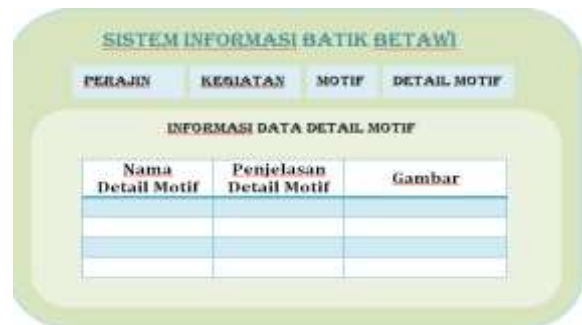 SISTEM INFORMASI BATIK BETAWI
PERAJIN KEGIATAN MOTIF DETAIL MOTIF
INFORMASI DATA DETAIL MOTIF
Nama Detail Motif Penjelasan Detail Motif Gambar